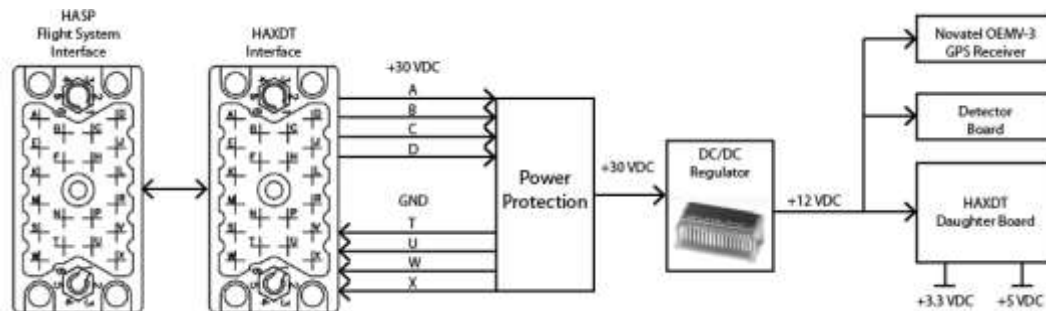 HASP
Flight System
Interface
HAXDT
Interface
+30 VDC
A
B
C
D
GND
T
U
W
X
Power
Protection
+30 VDC
DC/DC
Regulator
+12 VDC
Novatel OEMV-3
GPS Receiver
Detector
Board
HAXDT
Daughter Board
+3.3 VDC
+5 VDC